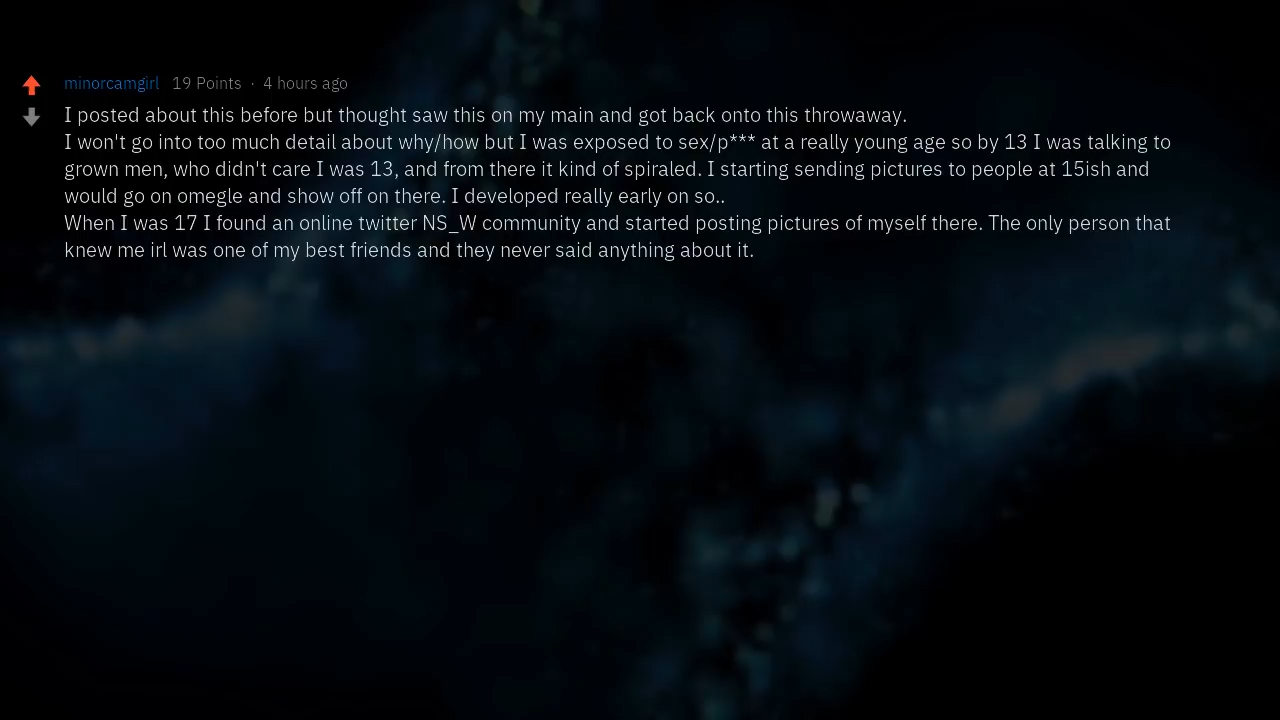 minorcamgirl 19 Points · 4 hours ago
I posted about this before but thought saw this on my main and got back onto this throwaway.
I won't go into too much detail about why/how but I was exposed to sex/p*** at a really young age so by 13 I was talking to
grown men, who didn't care I was 13, and from there it kind of spiraled. I starting sending pictures to people at 15ish and
would go on omegle and show off on there. I developed really early on so..
When I was 17 I found an online twitter NS_W community and started posting pictures of myself there. The only person that
knew me irl was one of my best friends and they never said anything about it.